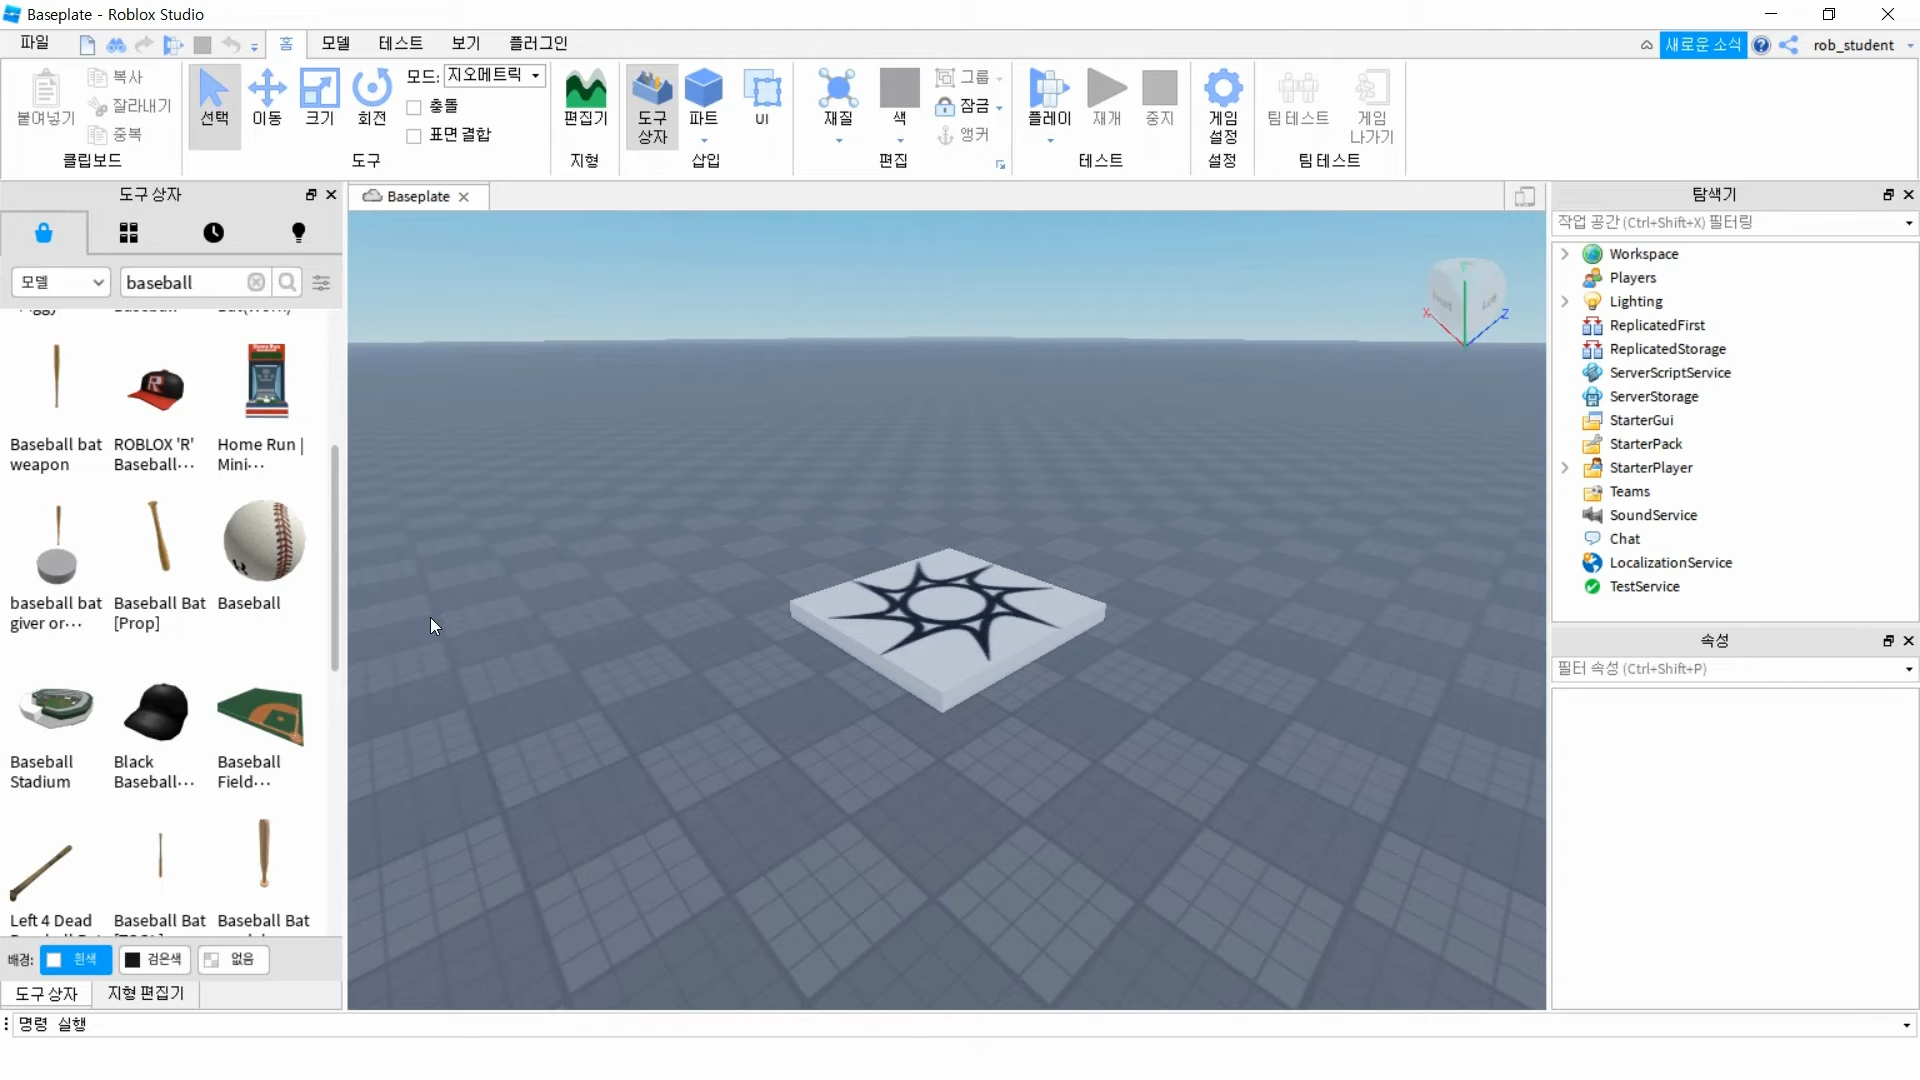 Baseplate - Roblox Studio
파일 홈 모델 테스트 보기 플러그인 새로운 소식 rob_student
붙여넣기 복사 잘라내기 중복
클립보드
선택 이동 크기 회전
모드: 지오메트릭
충돌
표면 결합
도구
편집기
지형
도구 상자 파트 UI
삽입
재질 색 그룹 잠금 앵커
편집
플레이 재개 중지
테스트
게임 설정
설정
팀 테스트 게임 나가기
팀 테스트
도구 상자
모델 baseball
Baseball bat weapon
ROBLOX 'R' Baseball...
Home Run | Mini...
baseball bat giver or...
Baseball Bat [Prop]
Baseball
Baseball Stadium
Black Baseball...
Baseball Field...
Left 4 Dead
Baseball Bat
Baseball Bat
배경: 흰색 검은색 없음
도구 상자 지형 편집기
명령 실행
Baseplate
X
Z
탐색기
작업 공간 (Ctrl+Shift+X) 필터링
Workspace
Players
Lighting
ReplicatedFirst
ReplicatedStorage
ServerScriptService
ServerStorage
StarterGui
StarterPack
StarterPlayer
Teams
SoundService
Chat
LocalizationService
TestService
속성
필터 속성 (Ctrl+Shift+P)